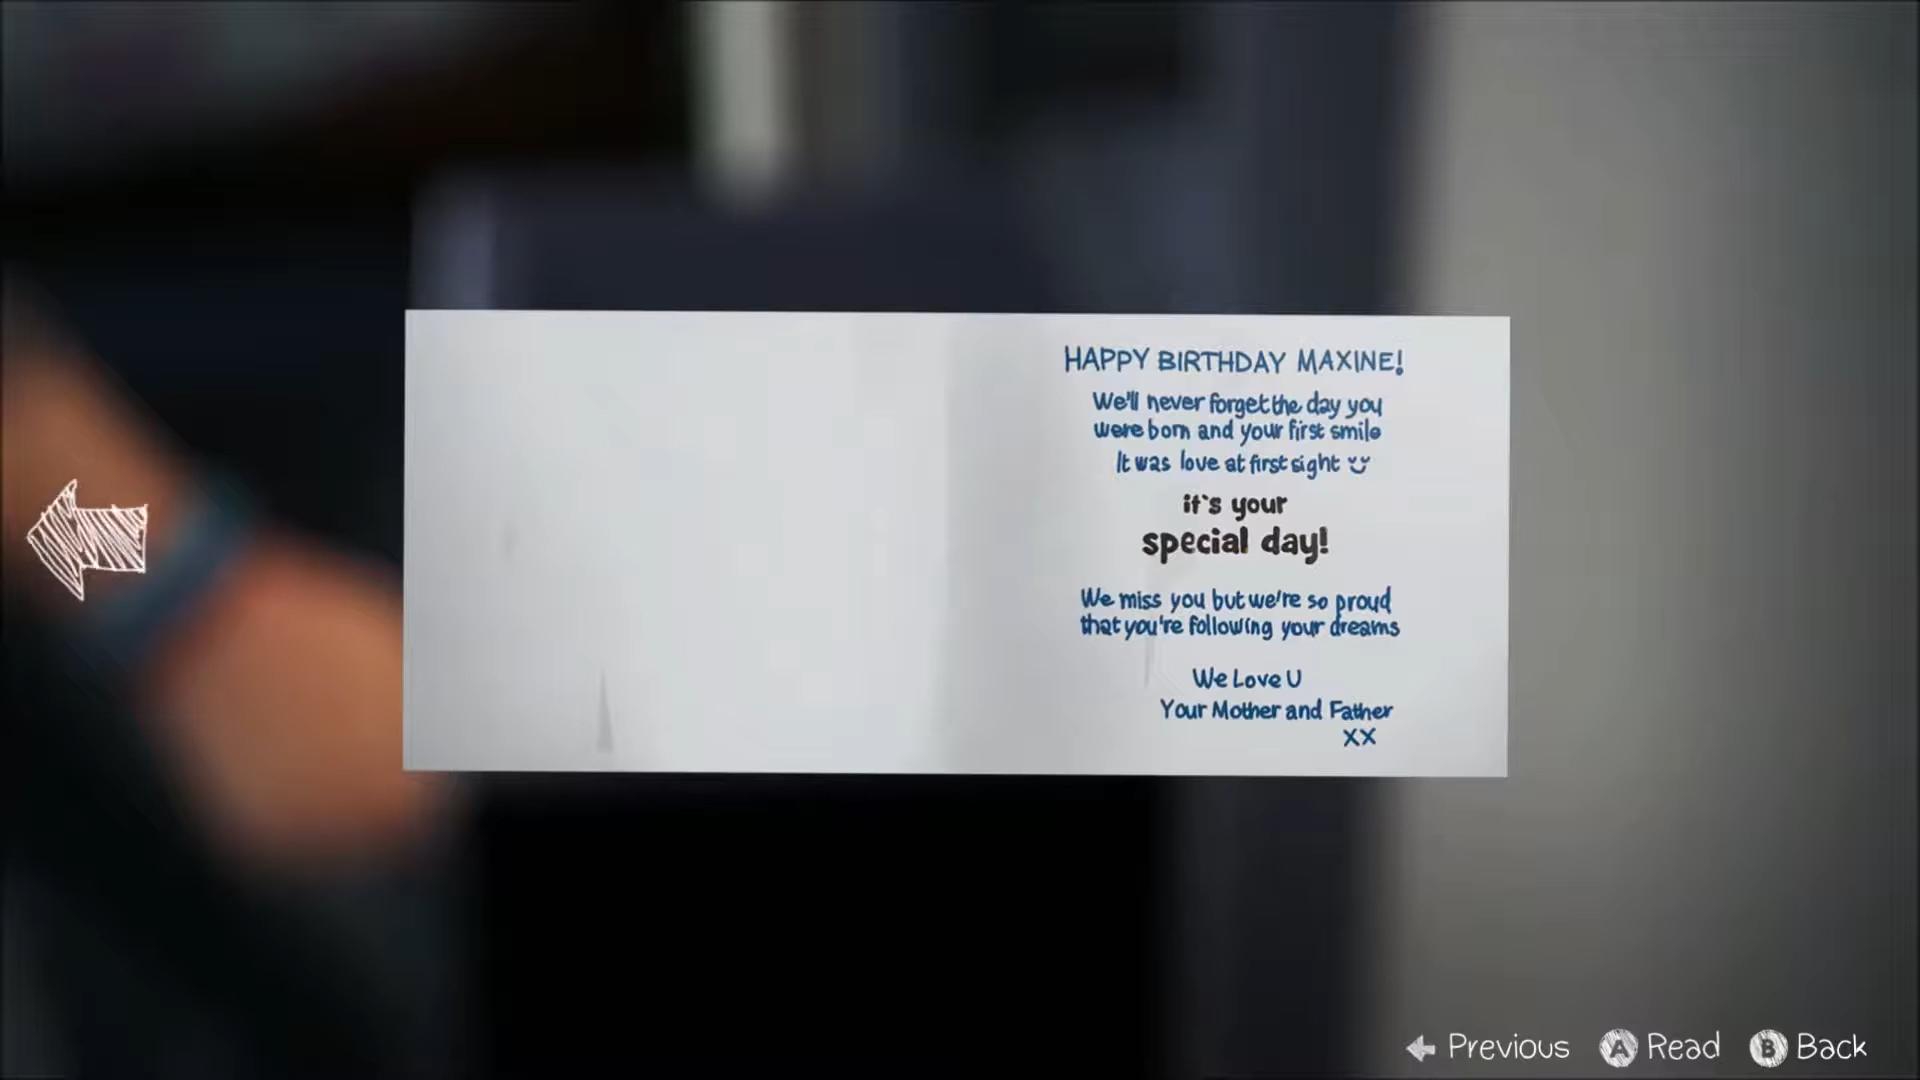 HAPPY BIRTHDAY MAXINE!
We'll never forget the day you
were born and your first smile
It was love at first sight
it's your
special day!
We miss you but we're so proud
that you're following your dreams
We Love U
Your Mother and Father
XX
Previous A Read B Back